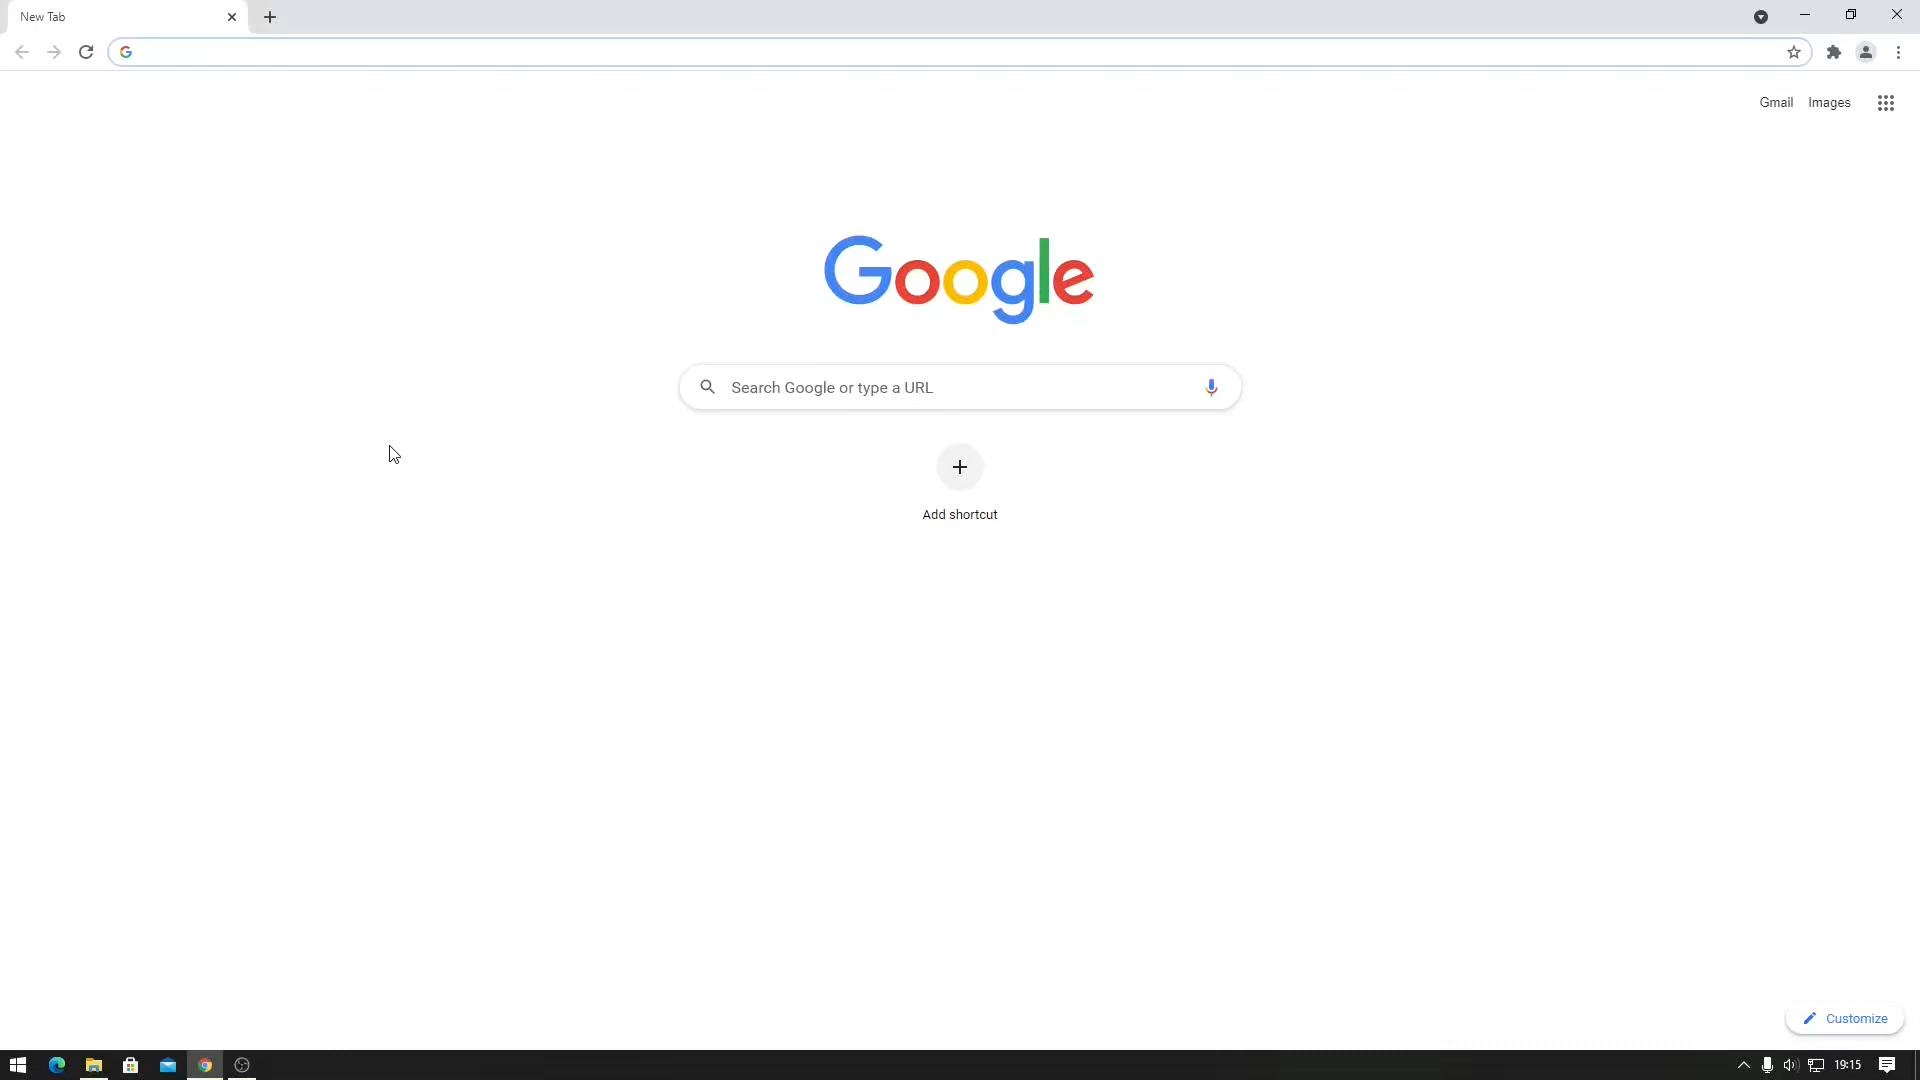 New Tab
Gmail Images
Google
Search Google or type a URL
Add shortcut
Customize
19:15